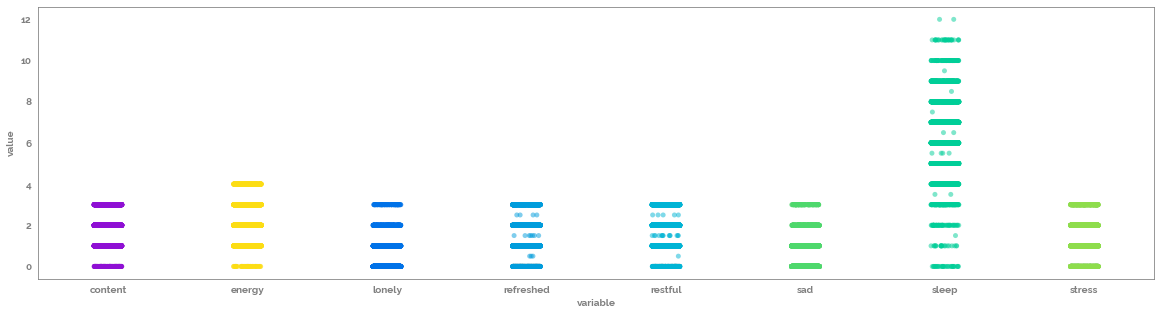 12
10
8
6
4
2
0
value
content energy lonely refreshed restful sad sleep stress
variable